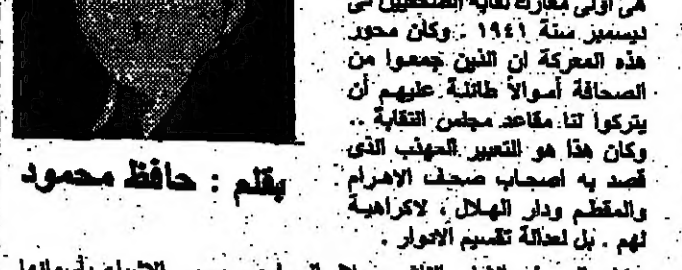 هى اولى معارك نقابة الصحفيين فى
ديسمبر سنة ١٩٤١ . وكان محور
هذه المعركة ان الذين جمعوا من
الصحافة أموالا طائلة عليهم أن
يتركوا لنا مقاعد مجلس النقابة ..
وكان هذا هو التعبير المهذب الذى
قصد به اصحاب صحف الاهرام
والمقطم ودار الهلال ، لاكراهية
لهم . بل لعدالة تقسيم الادوار .
بقلم : حافظ محمود